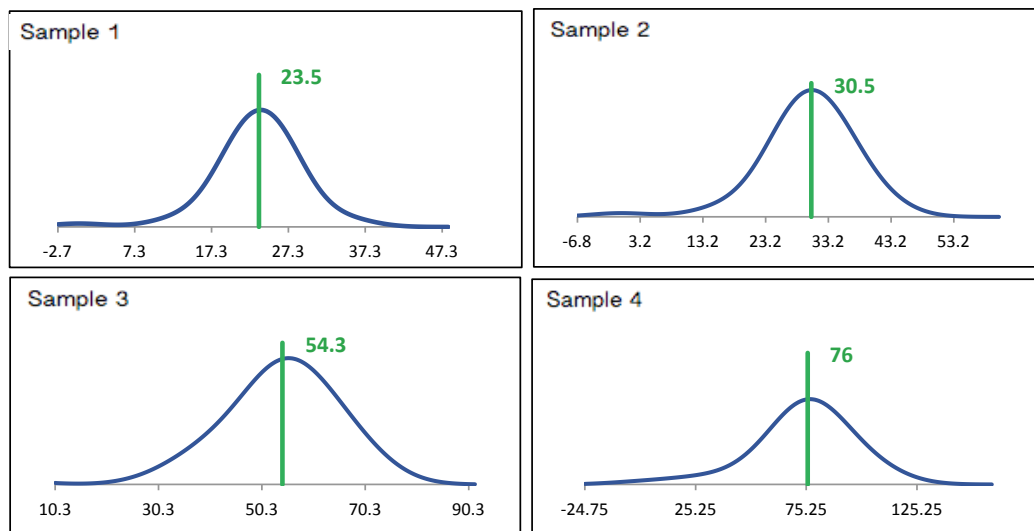 Sample 1
23.5
-2.7 7.3 17.3 27.3 37.3 47.3
Sample 2
30.5
-6.8 3.2 13.2 23.2 33.2 43.2 53.2
Sample 3
54.3
10.3 30.3 50.3 70.3 90.3
Sample 4
76
-24.75 25.25 75.25 125.25